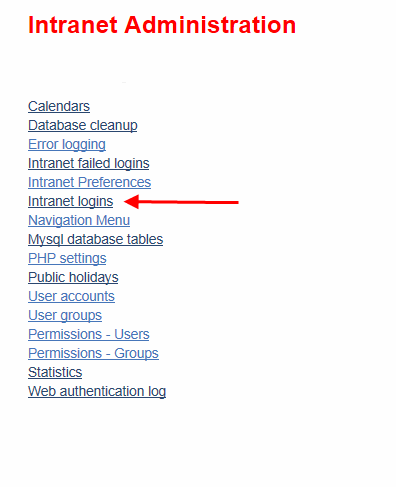 Intranet Administration
Calendars
Database cleanup
Error logging
Intranet failed logins
Intranet Preferences
Intranet logins
Navigation Menu
Mysql database tables
PHP settings
Public holidays
User accounts
User groups
Permissions - Users
Permissions - Groups
Statistics
Web authentication log